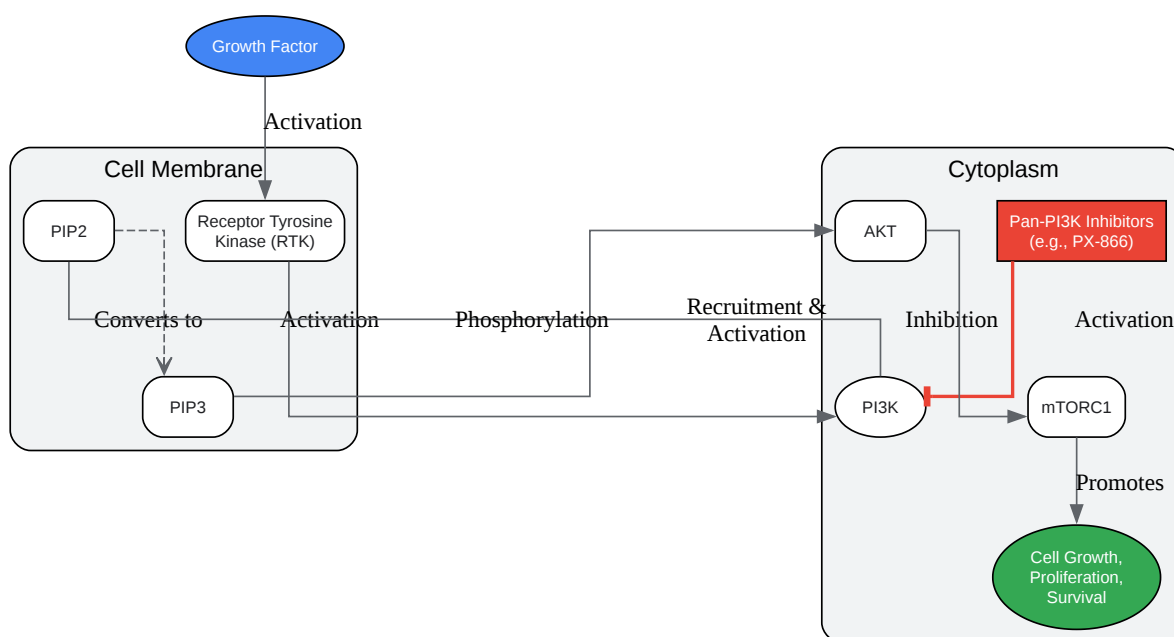 Growth Factor
Activation
Cell Membrane
Cytoplasm
PIP2
Receptor Tyrosine
Kinase (RTK)
AKT
Pan-PI3K Inhibitors
(e.g., PX-866)
Converts to
Activation
Phosphorylation
Recruitment &
Activation
Inhibition
Activation
PIP3
PI3K
mTORC1
Promotes
Cell Growth,
Proliferation,
Survival